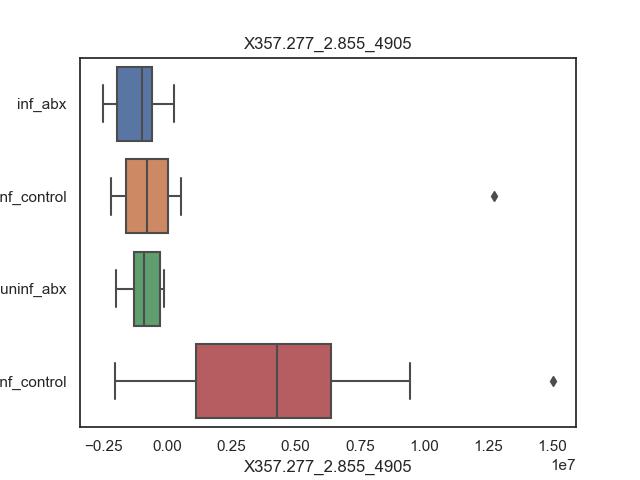 X357.277_2.855_4905
inf_abx
nf_control
uninf_abx
nf_control
−0.25 0.00 0.25 0.50 0.75 1.00 1.25 1.50
1e7
X357.277_2.855_4905